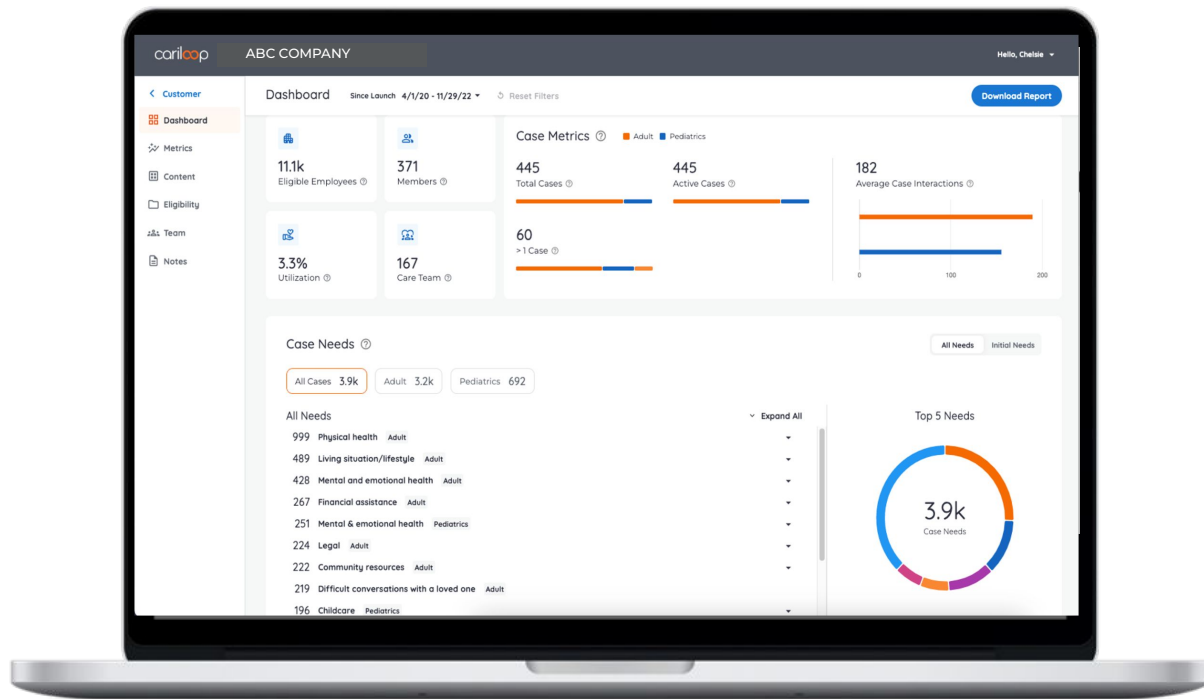 cariloop
ABC COMPANY
Hello, Chelsie
Customer
Dashboard
Metrics
Content
Eligibility
Team
Notes
Dashboard
Since Launch 4/1/20 - 11/29/22
Reset Filters
Download Report
11.1k
Eligible Employees
371
Members
3.3%
Utilization
167
Care Team
Case Metrics
Adult
Pediatrics
445
Total Cases
445
Active Cases
60
> 1 Case
182
Average Case Interactions
0 100 200
Case Needs
All Needs
Initial Needs
All Cases 3.9k
Adult 3.2k
Pediatrics 692
All Needs
Expand All
999 Physical health Adult
489 Living situation/lifestyle Adult
428 Mental and emotional health Adult
267 Financial assistance Adult
251 Mental & emotional health Pediatrics
224 Legal Adult
222 Community resources Adult
219 Difficult conversations with a loved one Adult
196 Childcare Pediatrics
Top 5 Needs
3.9k
Case Needs